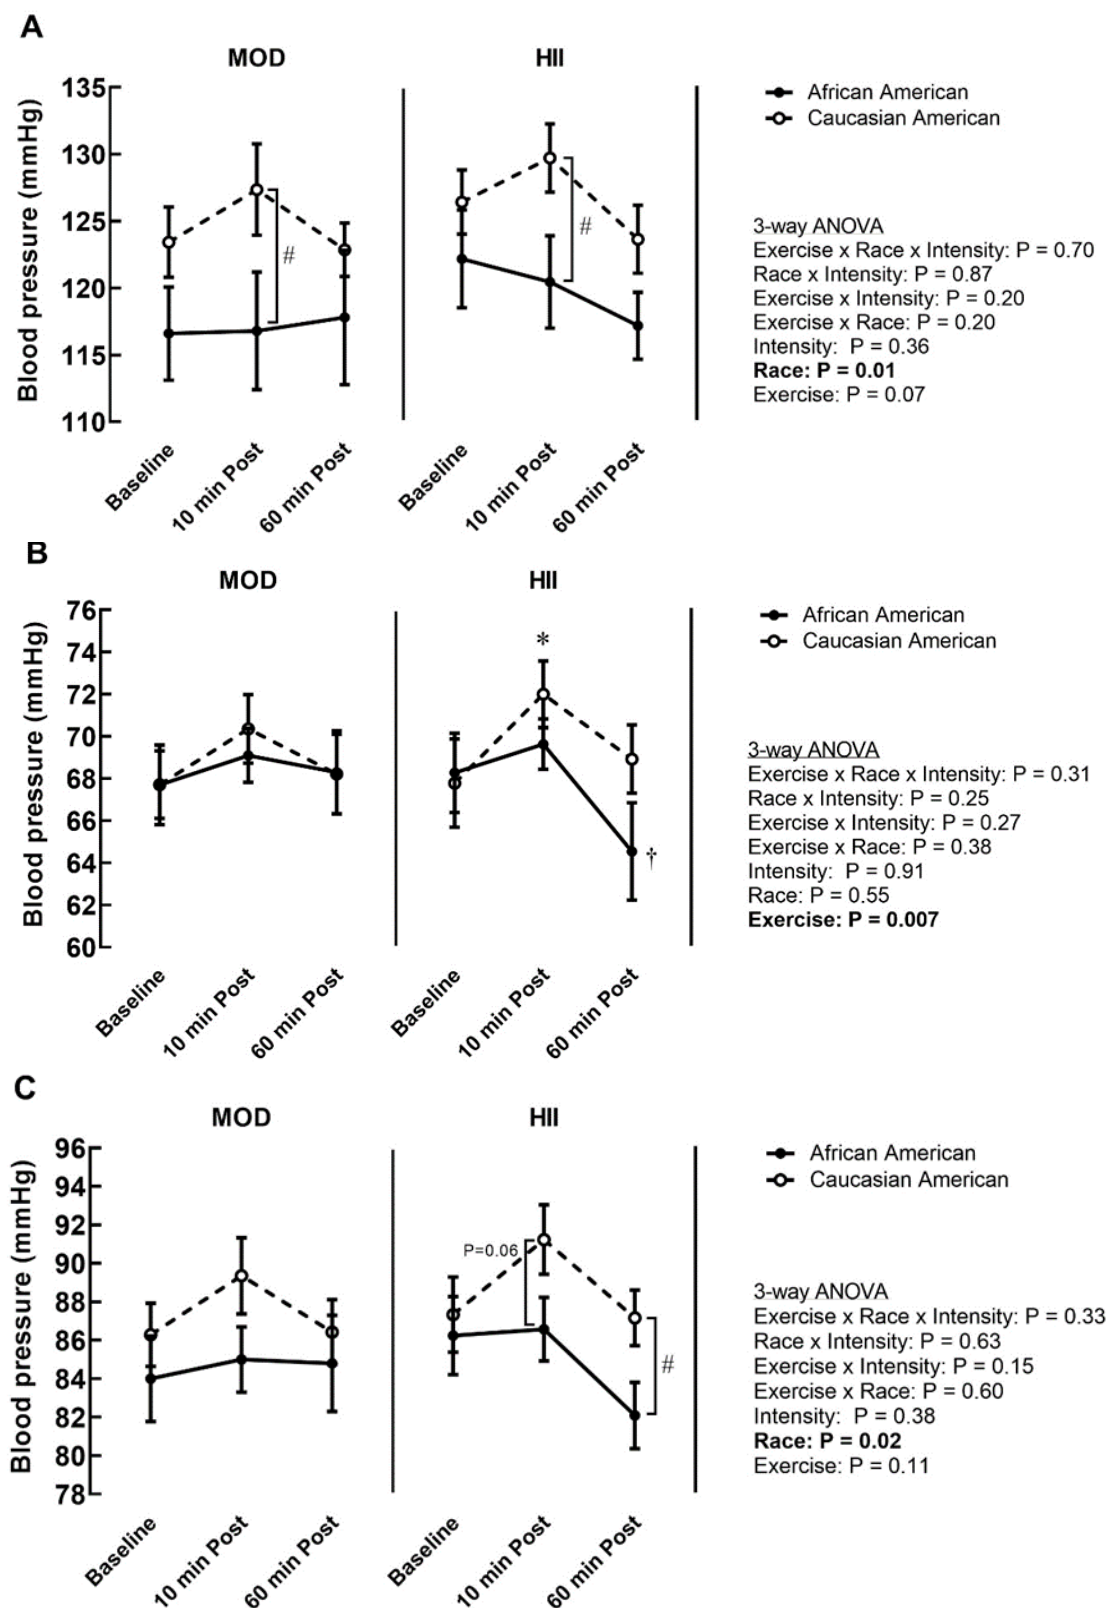 A
MOD
HII
Blood pressure (mmHg)
135
130
125
120
115
110
#
#
Baseline
10 min Post
60 min Post
Baseline
10 min Post
60 min Post
African American
Caucasian American
3-way ANOVA
Exercise x Race x Intensity: P = 0.70
Race x Intensity: P = 0.87
Exercise x Intensity: P = 0.20
Exercise x Race: P = 0.20
Intensity: P = 0.36
Race: P = 0.01
Exercise: P = 0.07
B
MOD
HII
Blood pressure (mmHg)
76
74
72
70
68
66
64
62
60
*
†
Baseline
10 min Post
60 min Post
Baseline
10 min Post
60 min Post
African American
Caucasian American
3-way ANOVA
Exercise x Race x Intensity: P = 0.31
Race x Intensity: P = 0.25
Exercise x Intensity: P = 0.27
Exercise x Race: P = 0.38
Intensity: P = 0.91
Race: P = 0.55
Exercise: P = 0.007
C
MOD
HII
Blood pressure (mmHg)
96
94
92
90
88
86
84
82
80
78
P=0.06
#
Baseline
10 min Post
60 min Post
Baseline
10 min Post
60 min Post
African American
Caucasian American
3-way ANOVA
Exercise x Race x Intensity: P = 0.33
Race x Intensity: P = 0.63
Exercise x Intensity: P = 0.15
Exercise x Race: P = 0.60
Intensity: P = 0.38
Race: P = 0.02
Exercise: P = 0.11